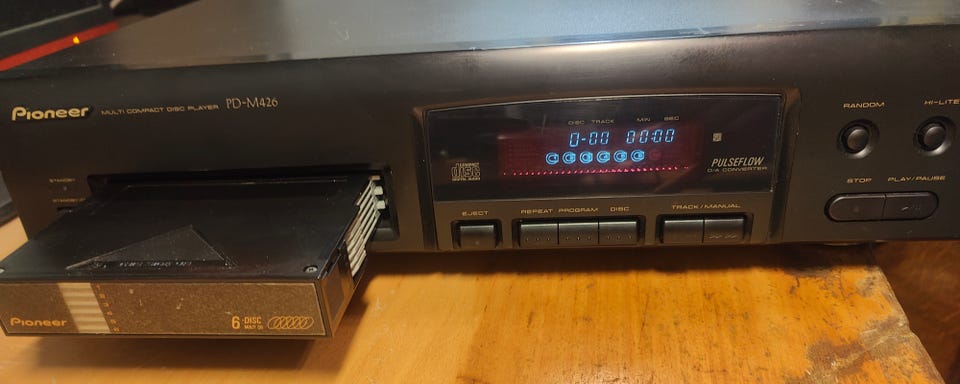 Pioneer MULTI COMPACT DISC PLAYER PD-M426
DISC TRACK MIN SEC
0-00 00:00
COMPACT
disc
DIGITAL AUDIO
PULSEFLOW
D/A CONVERTER
RANDOM
HI-LITE
STANDBY
STOP PLAY/PAUSE
EJECT
REPEAT PROGRAM DISC
TRACK/MANUAL
Pioneer
6-DISC